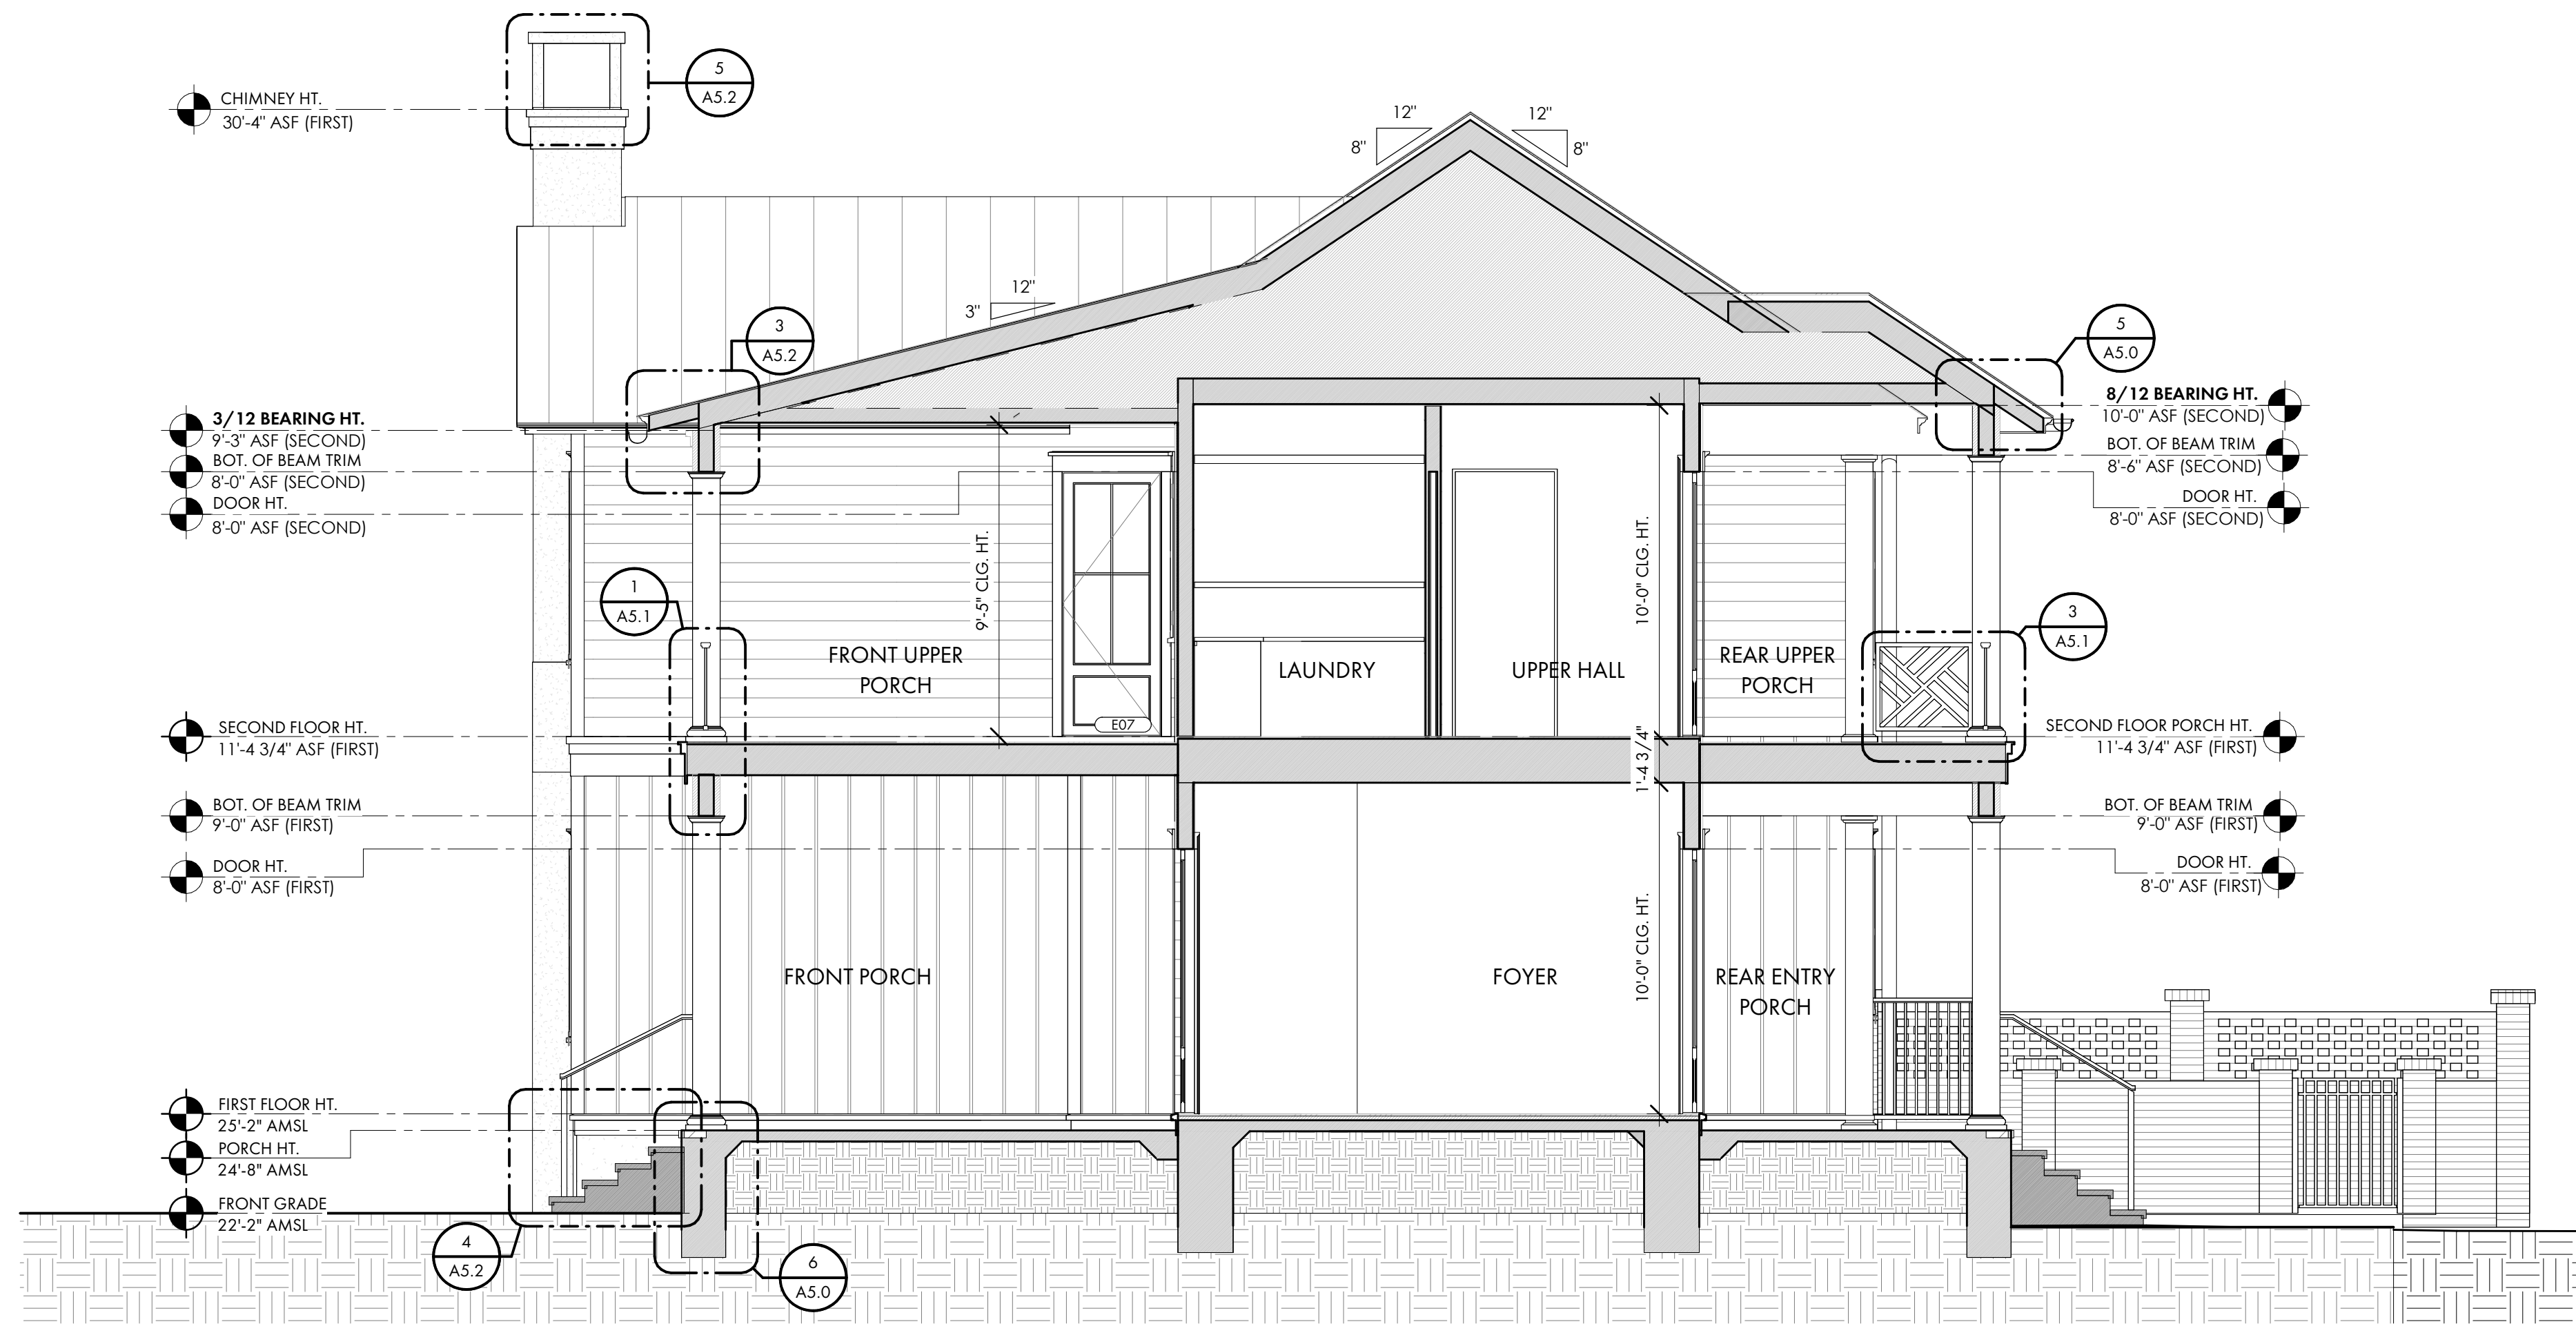 5
A5.2
CHIMNEY HT.
30'-4" ASF (FIRST)
12"
8"
12"
8"
12"
3"
3
A5.2
5
A5.0
3/12 BEARING HT.
9'-3" ASF (SECOND)
BOT. OF BEAM TRIM
8'-0" ASF (SECOND)
DOOR HT.
8'-0" ASF (SECOND)
8/12 BEARING HT.
10'-0" ASF (SECOND)
BOT. OF BEAM TRIM
8'-6" ASF (SECOND)
DOOR HT.
8'-0" ASF (SECOND)
9'-5" CLG. HT.
10'-0" CLG. HT.
1
A5.1
3
A5.1
FRONT UPPER
PORCH
LAUNDRY
UPPER HALL
REAR UPPER
PORCH
E07
SECOND FLOOR HT.
11'-4 3/4" ASF (FIRST)
1'-4 3/4"
SECOND FLOOR PORCH HT.
11'-4 3/4" ASF (FIRST)
BOT. OF BEAM TRIM
9'-0" ASF (FIRST)
DOOR HT.
8'-0" ASF (FIRST)
BOT. OF BEAM TRIM
9'-0" ASF (FIRST)
DOOR HT.
8'-0" ASF (FIRST)
10'-0" CLG. HT.
FRONT PORCH
FOYER
REAR ENTRY
PORCH
FIRST FLOOR HT.
25'-2" AMSL
PORCH HT.
24'-8" AMSL
FRONT GRADE
22'-2" AMSL
4
A5.2
6
A5.0